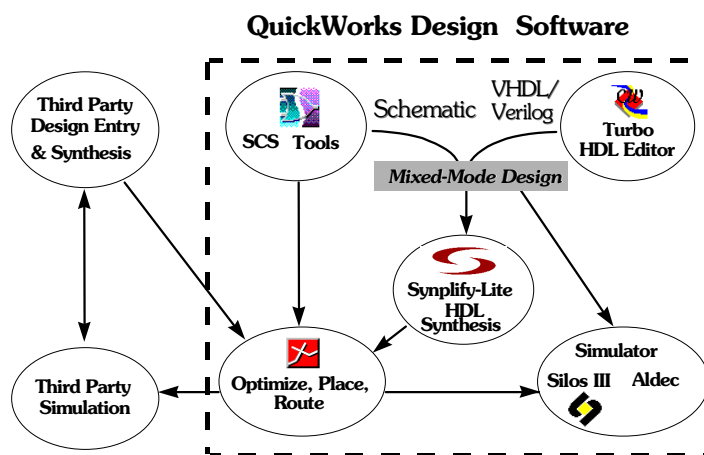 QuickWorks Design Software
Third Party
Design Entry
& Synthesis
SCS Tools
Schematic
VHDL/
Verilog
Turbo
HDL Editor
Mixed-Mode Design
Synplify-Lite
HDL
Synthesis
Third Party
Simulation
Optimize, Place,
Route
Simulator
Silos III Aldec